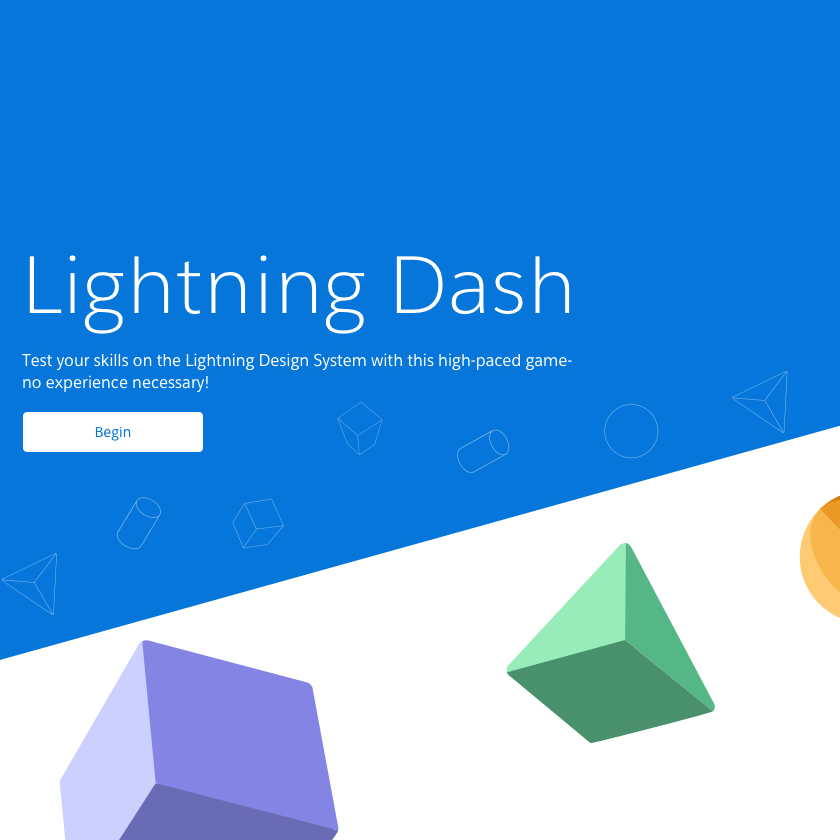 Lightning Dash
Test your skills on the Lightning Design System with this high-paced game-
no experience necessary!
Begin